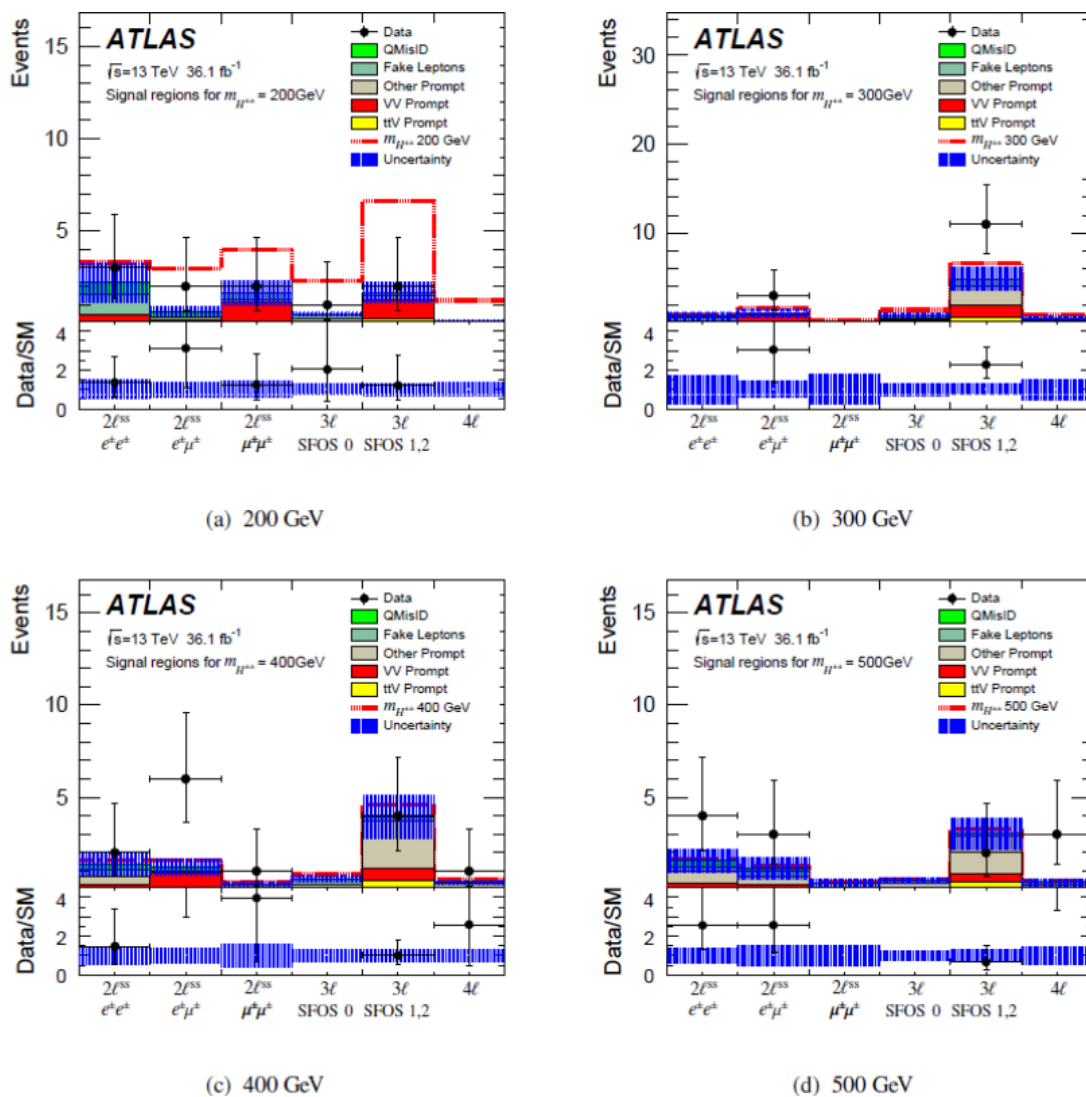 Events
15
10
5
ATLAS
√s=13 TeV 36.1 fb⁻¹
Signal regions for m_{H±±} = 200GeV
Data
QMisID
Fake Leptons
Other Prompt
VV Prompt
ttV Prompt
m_{H±±} 200 GeV
Uncertainty
Data/SM
4
2
0
2ℓ^{ss} 2ℓ^{ss} 2ℓ^{ss} 3ℓ 3ℓ 4ℓ
e±e± e±μ± μ±μ± SFOS 0 SFOS 1,2
(a) 200 GeV
Events
30
20
10
ATLAS
√s=13 TeV 36.1 fb⁻¹
Signal regions for m_{H±±} = 300GeV
Data
QMisID
Fake Leptons
Other Prompt
VV Prompt
ttV Prompt
m_{H±±} 300 GeV
Uncertainty
Data/SM
4
2
0
2ℓ^{ss} 2ℓ^{ss} 2ℓ^{ss} 3ℓ 3ℓ 4ℓ
e±e± e±μ± μ±μ± SFOS 0 SFOS 1,2
(b) 300 GeV
Events
15
10
5
ATLAS
√s=13 TeV 36.1 fb⁻¹
Signal regions for m_{H±±} = 400GeV
Data
QMisID
Fake Leptons
Other Prompt
VV Prompt
ttV Prompt
m_{H±±} 400 GeV
Uncertainty
Data/SM
4
2
0
2ℓ^{ss} 2ℓ^{ss} 2ℓ^{ss} 3ℓ 3ℓ 4ℓ
e±e± e±μ± μ±μ± SFOS 0 SFOS 1,2
(c) 400 GeV
Events
15
10
5
ATLAS
√s=13 TeV 36.1 fb⁻¹
Signal regions for m_{H±±} = 500GeV
Data
QMisID
Fake Leptons
Other Prompt
VV Prompt
ttV Prompt
m_{H±±} 500 GeV
Uncertainty
Data/SM
4
2
0
2ℓ^{ss} 2ℓ^{ss} 2ℓ^{ss} 3ℓ 3ℓ 4ℓ
e±e± e±μ± μ±μ± SFOS 0 SFOS 1,2
(d) 500 GeV